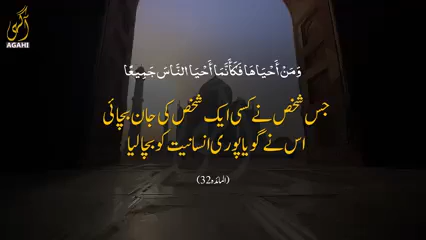 آگہی
AGAHI
وَمَنْ أَحْيَاهَا فَكَأَنَّمَا أَحْيَا النَّاسَ جَمِيعًا
جس شخص نے کسی ایک شخص کی جان بچائی
اس نے گویا پوری انسانیت کو بچا لیا
(المائدہ 32)